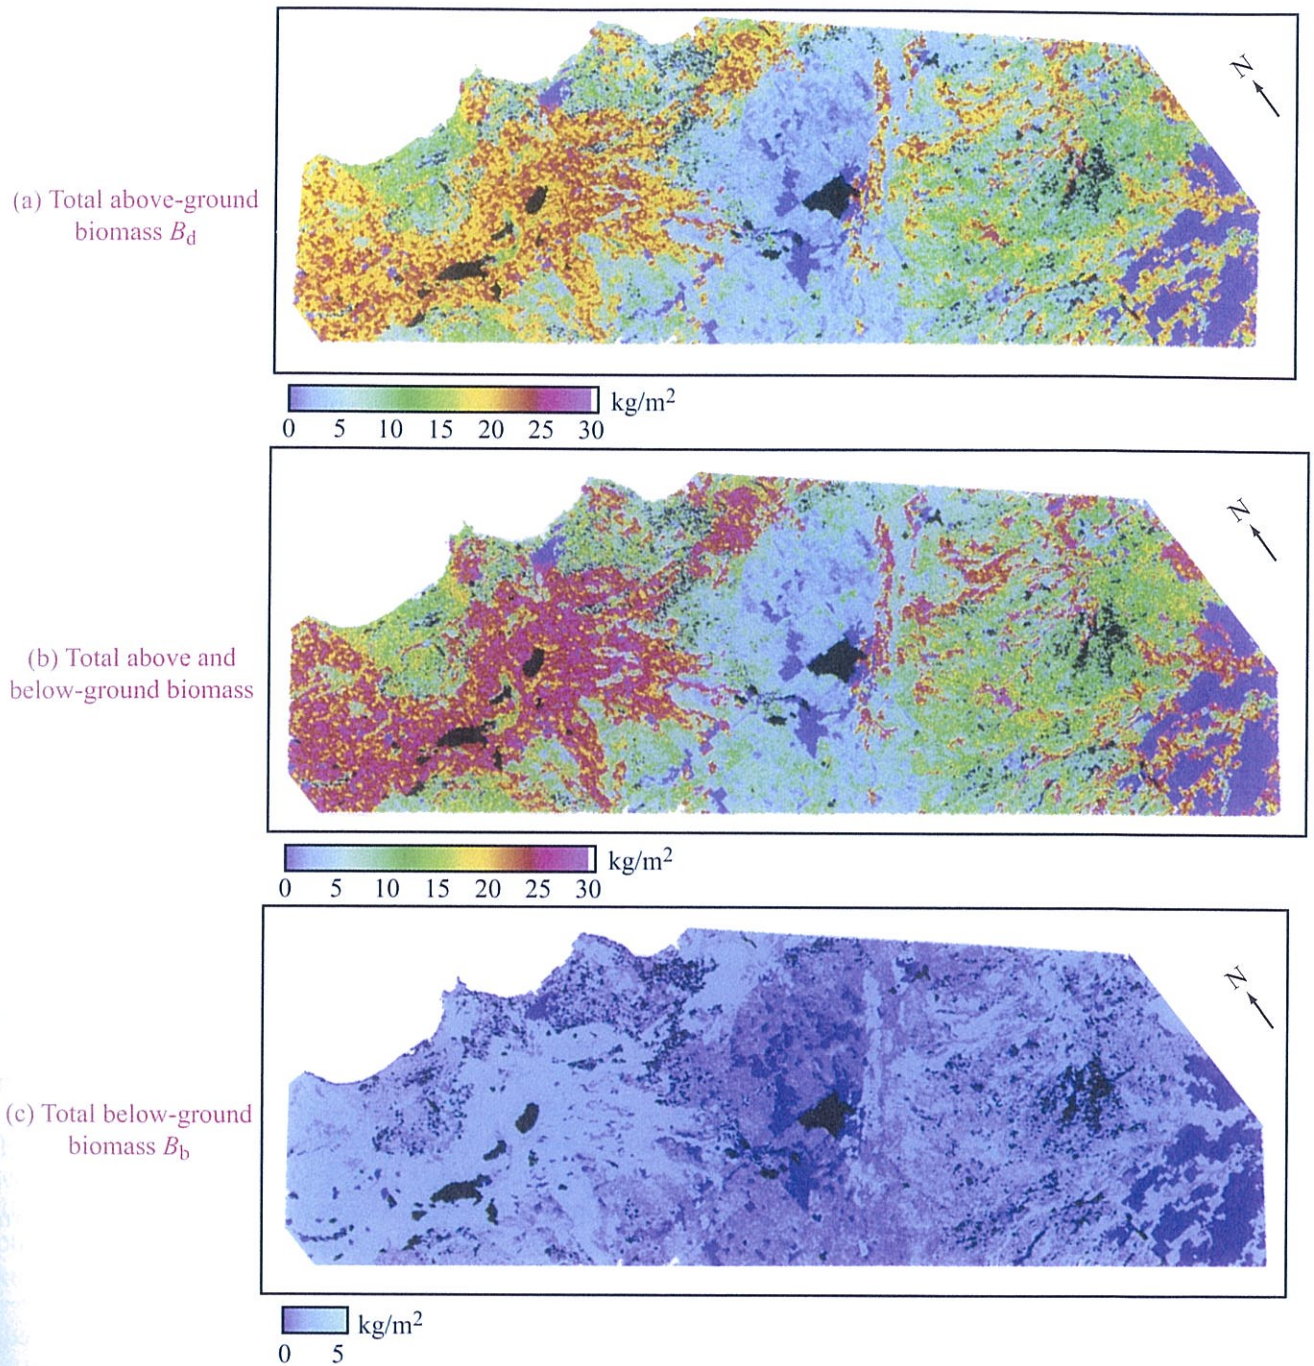 N
(a) Total above-ground
biomass B_d
kg/m²
0 5 10 15 20 25 30
N
(b) Total above and
below-ground biomass
kg/m²
0 5 10 15 20 25 30
N
(c) Total below-ground
biomass B_b
kg/m²
0 5